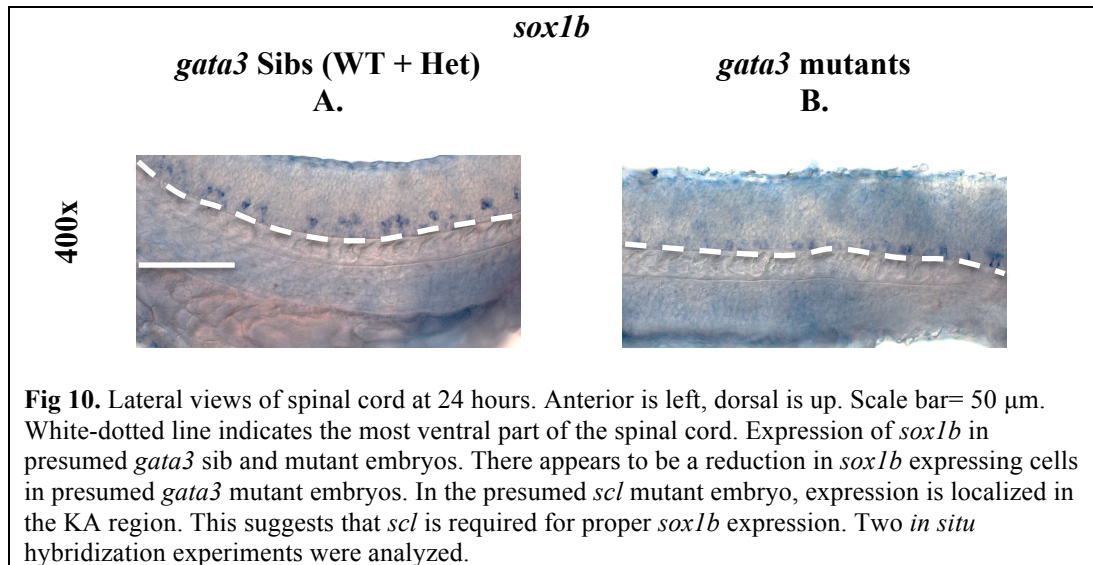 sox1b
gata3 Sibs (WT + Het)
gata3 mutants
A.
B.
400x
Fig 10. Lateral views of spinal cord at 24 hours. Anterior is left, dorsal is up. Scale bar= 50 μm.
White-dotted line indicates the most ventral part of the spinal cord. Expression of sox1b in
presumed gata3 sib and mutant embryos. There appears to be a reduction in sox1b expressing cells
in presumed gata3 mutant embryos. In the presumed scl mutant embryo, expression is localized in
the KA region. This suggests that scl is required for proper sox1b expression. Two in situ
hybridization experiments were analyzed.